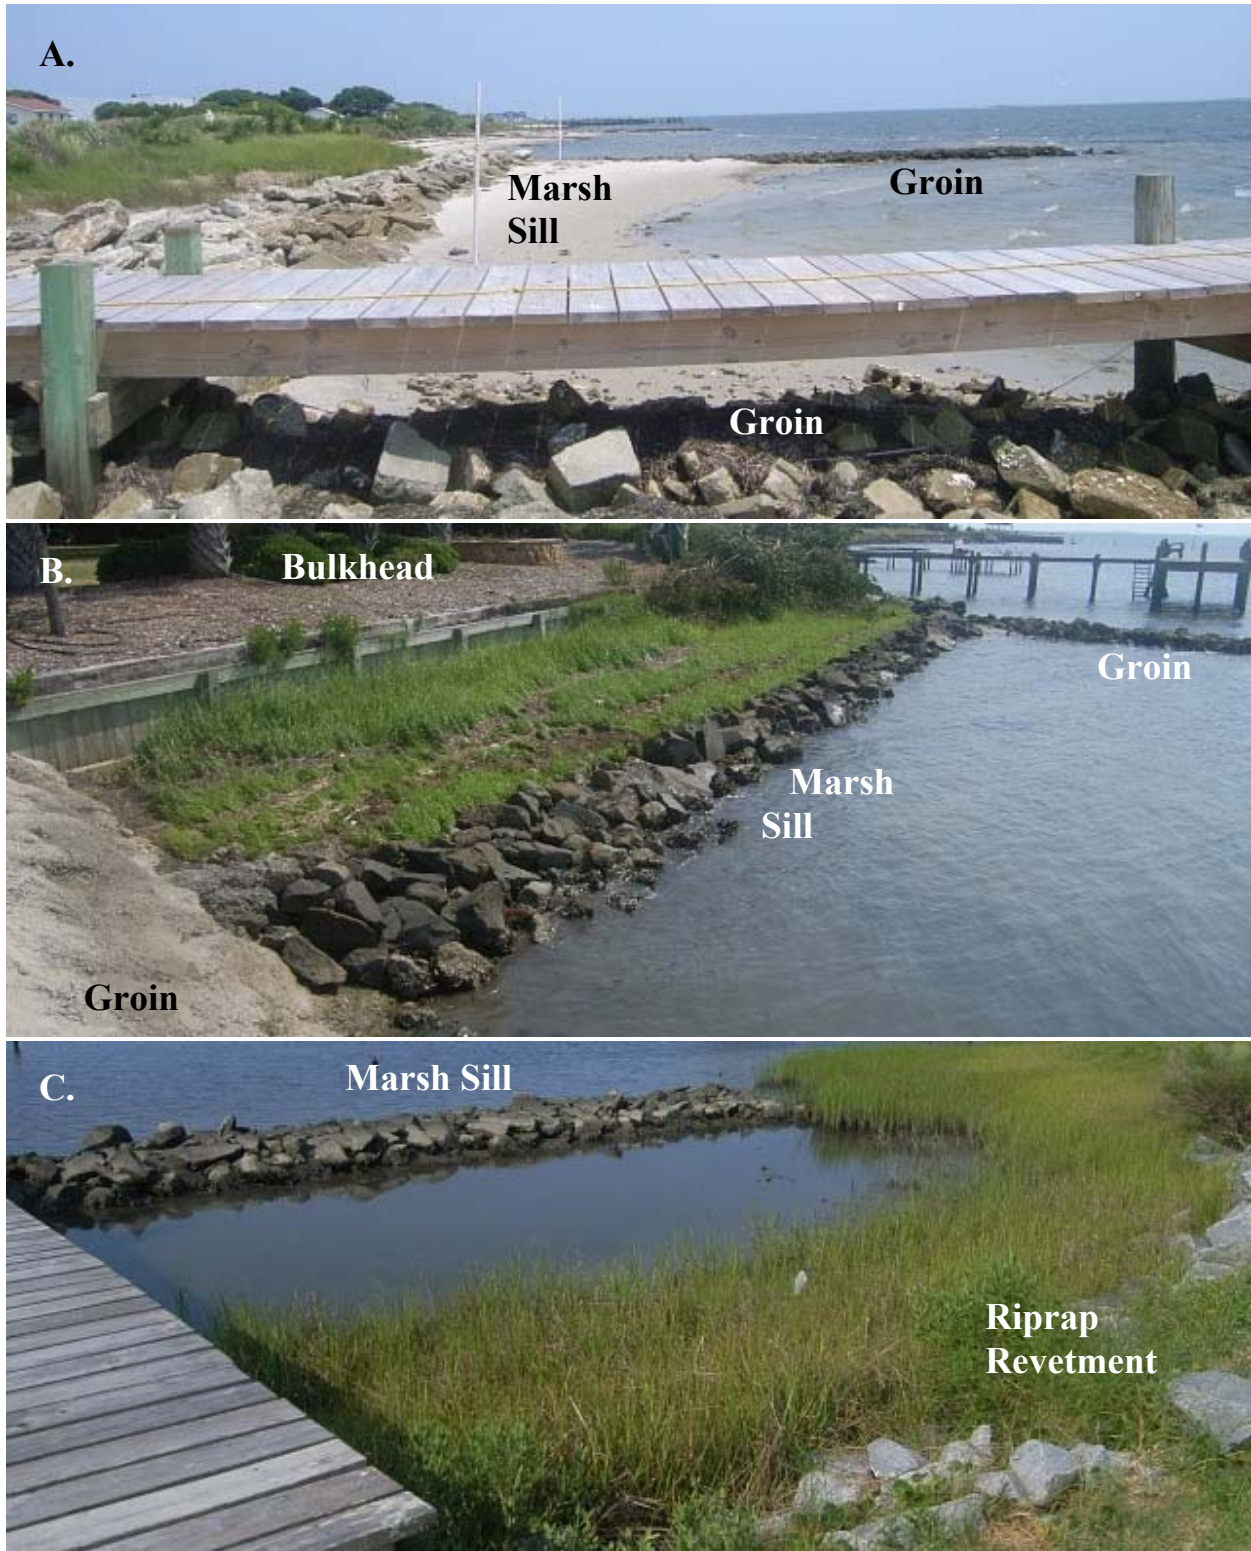 A.
Marsh
Sill
Groin
Groin
B.
Bulkhead
Groin
Marsh
Sill
Groin
C.
Marsh Sill
Riprap
Revetment